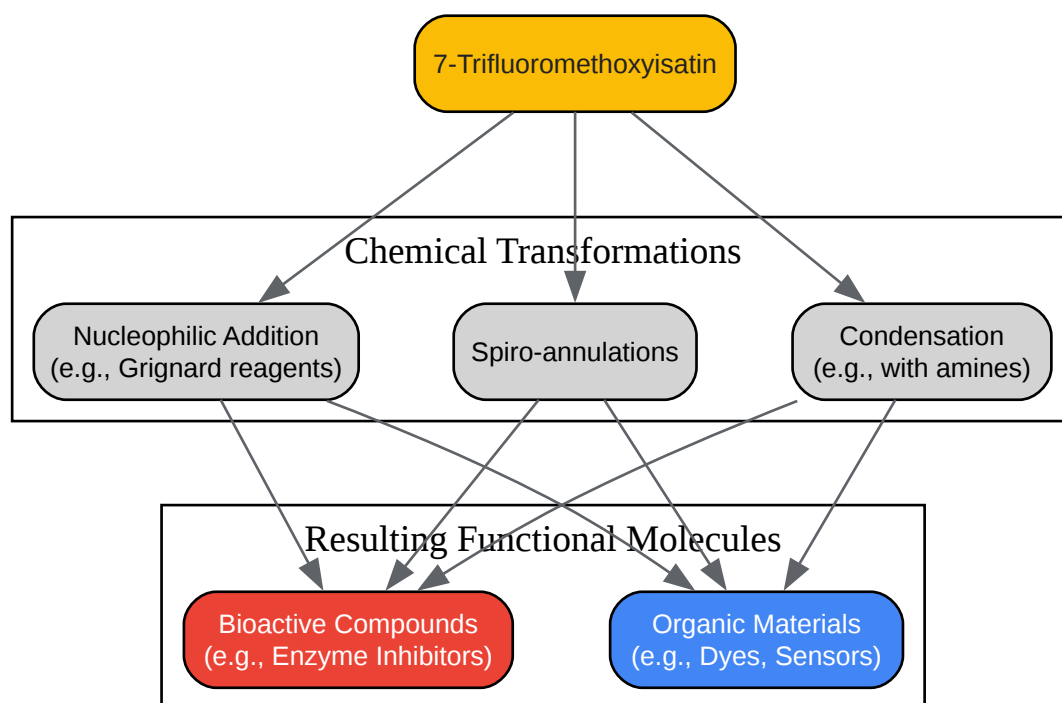 7-Trifluoromethoxyisatin
Chemical Transformations
Nucleophilic Addition
(e.g., Grignard reagents)
Spiro-annulations
Condensation
(e.g., with amines)
Resulting Functional Molecules
Bioactive Compounds
(e.g., Enzyme Inhibitors)
Organic Materials
(e.g., Dyes, Sensors)